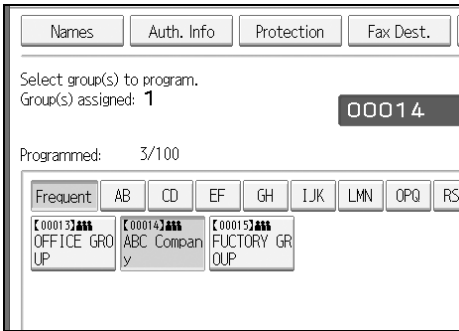 Names Auth. Info Protection Fax Dest.
Select group(s) to program.
Group(s) assigned: 1
00014
Programmed: 3/100
Frequent AB CD EF GH IJK LMN OPQ RS
【00013】 【00014】 【00015】
OFFICE GRO ABC Compan FUCTORY GR
UP y OUP